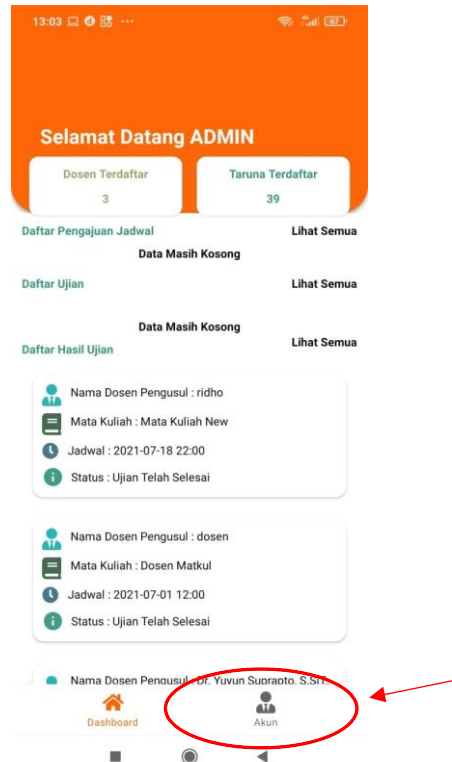 13:03
Selamat Datang ADMIN
Dosen Terdaftar
3
Taruna Terdaftar
39
Daftar Pengajuan Jadwal
Lihat Semua
Data Masih Kosong
Daftar Ujian
Lihat Semua
Data Masih Kosong
Daftar Hasil Ujian
Lihat Semua
Nama Dosen Pengusul : ridho
Mata Kuliah : Mata Kuliah New
Jadwal : 2021-07-18 22:00
Status : Ujian Telah Selesai
Nama Dosen Pengusul : dosen
Mata Kuliah : Dosen Matkul
Jadwal : 2021-07-01 12:00
Status : Ujian Telah Selesai
Nama Dosen Pengusul : Dr. Yuyun Suprapto, S.SiT.
Dashboard
Akun